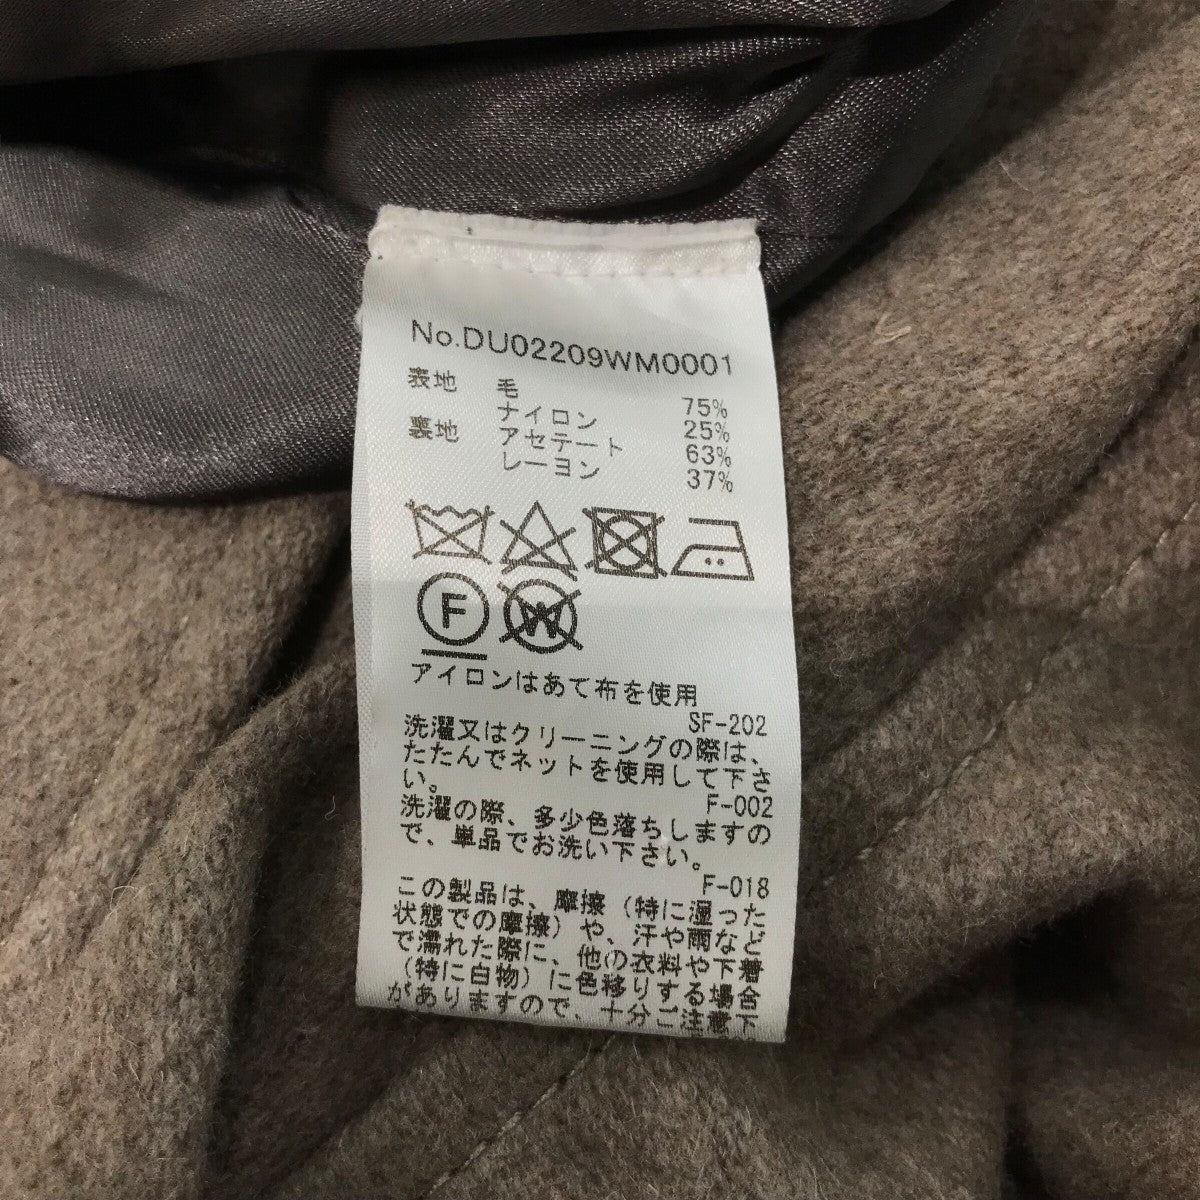 No.DU02209WM0001
表地 毛 75%
ナイロン 25%
裏地 アセテート 63%
レーヨン 37%
F W
アイロンはあて布を使用
SF-202
洗濯又はクリーニングの際は、
たたんでネットを使用して下さ
い。
F-002
洗濯の際、多少色落ちしますの
で、単品でお洗い下さい。
F-018
この製品は、摩擦（特に湿った
状態での摩擦）や、汗や雨など
で濡れた際に、他の衣料や下着
（特に白物）に色移りする場合
がありますので、十分ご注意下